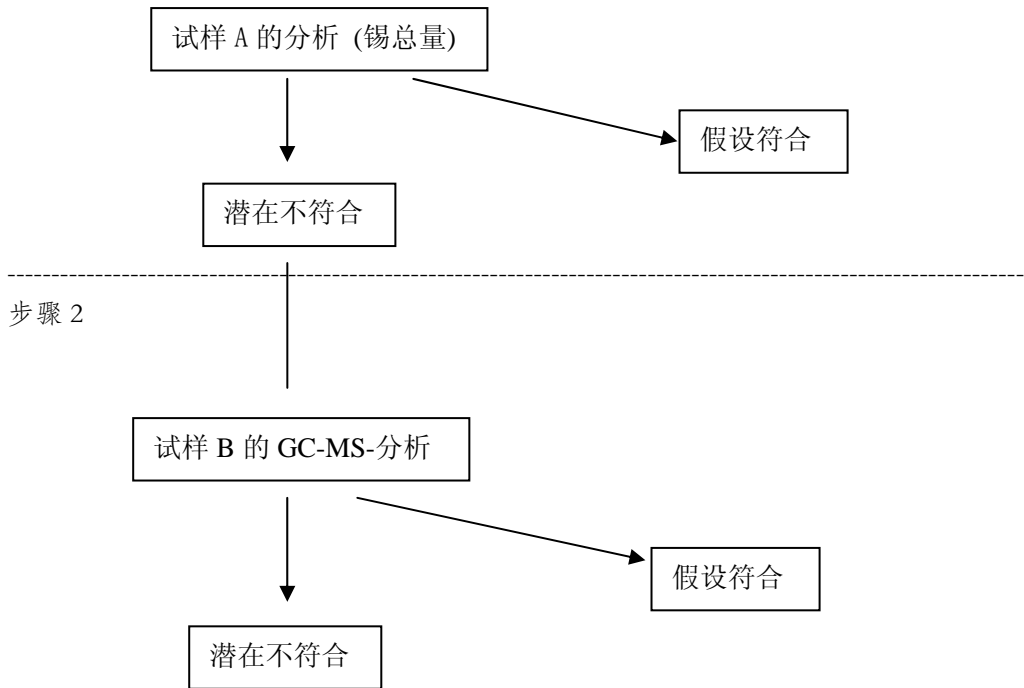 试样 A 的分析 (锡总量)
假设符合
潜在不符合
步骤 2
试样 B 的 GC-MS-分析
假设符合
潜在不符合